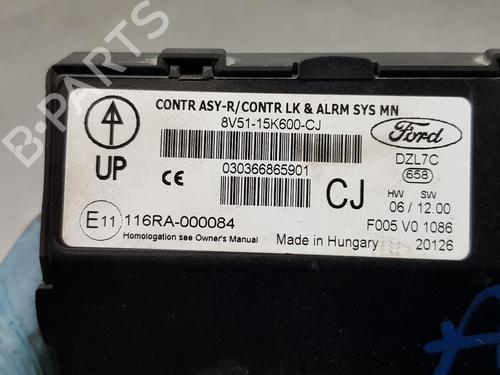 CONTR ASY-R/CONTR LK & ALRM SYS MN
8V51-15K600-CJ
Ford
UP
DZL7C
658
030366865901
CE
CJ
HW SW
06 / 12.00
E11 116RA-000084
F005 V0 1086
Homologation see Owner's Manual
Made in Hungary
20126
B-Parts